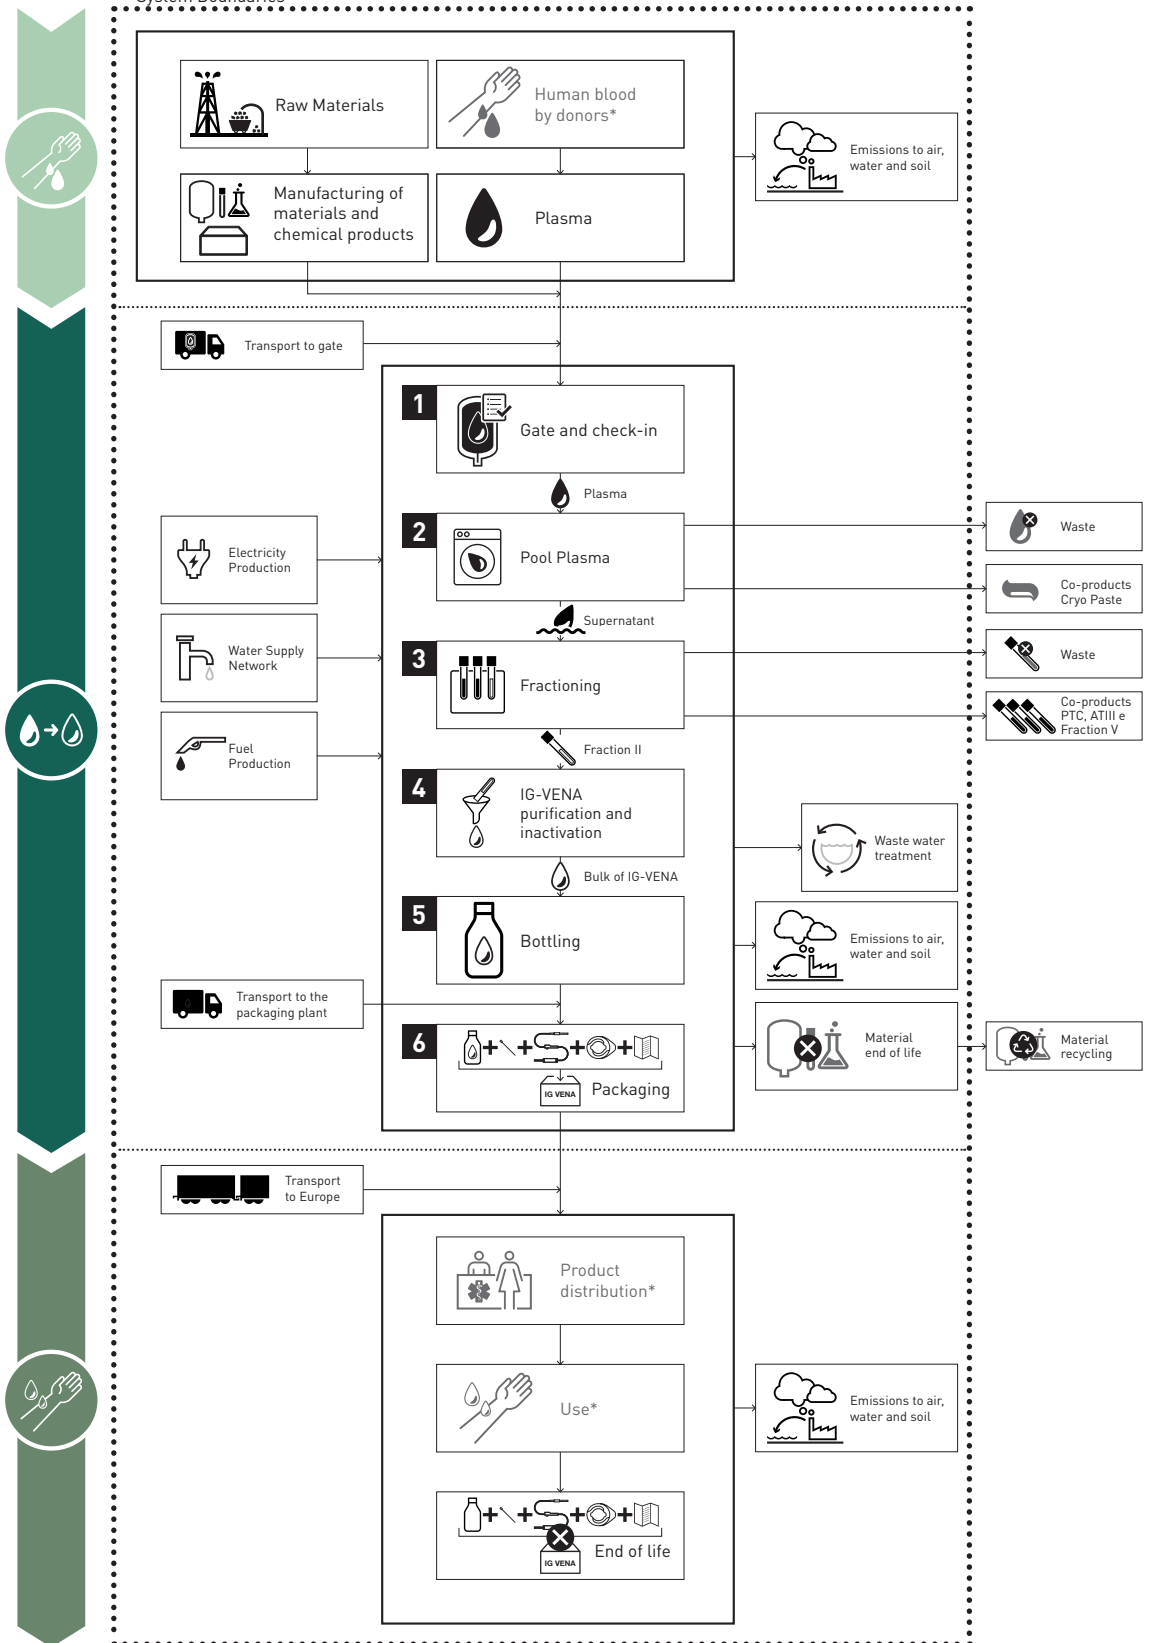 System Boundaries
Raw Materials
Human blood
by donors*
Emissions to air,
water and soil
Manufacturing of
materials and
chemical products
Plasma
Transport to gate
1
Gate and check-in
Plasma
2
Pool Plasma
Waste
Electricity
Production
Co-products
Cryo Paste
Supernatant
Water Supply
Network
3
Fractioning
Waste
Co-products
PTC, ATIII e
Fraction V
Fuel
Production
Fraction II
4
IG-VENA
purification and
inactivation
Waste water
treatment
Bulk of IG-VENA
5
Bottling
Emissions to air,
water and soil
Transport to the
packaging plant
6
IG VENA
Packaging
Material
end of life
Material
recycling
Transport
to Europe
Product
distribution*
Use*
Emissions to air,
water and soil
End of life
IG VENA